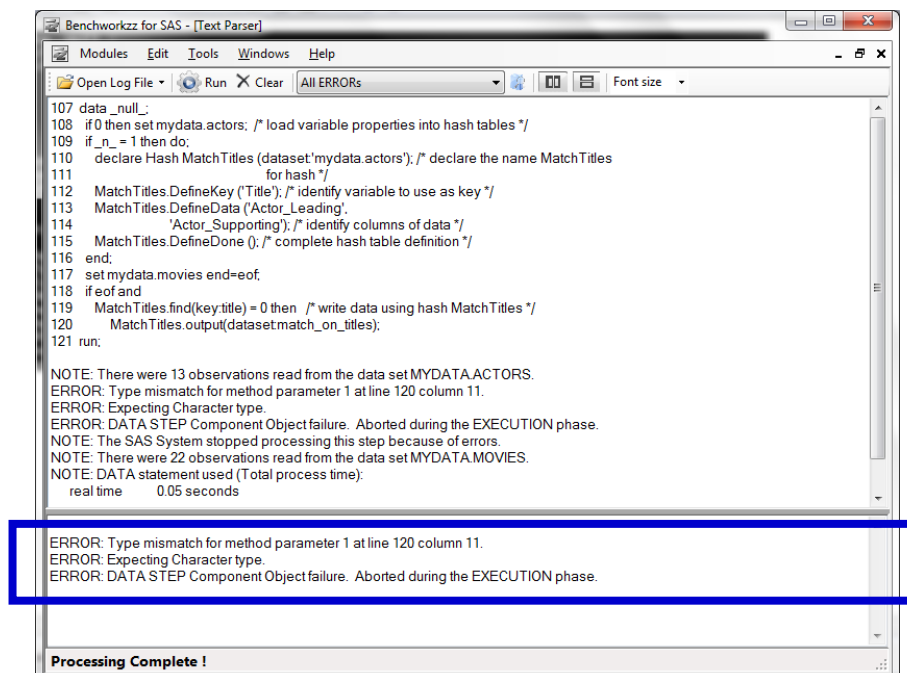 Benchworkzz for SAS - [Text Parser]
Modules Edit Tools Windows Help
Open Log File Run Clear All ERRORs Font size
107 data _null_;
108 if 0 then set mydata.actors; /* load variable properties into hash tables */
109 if _n_ = 1 then do;
110 declare Hash MatchTitles (dataset:'mydata.actors'); /* declare the name MatchTitles
111 for hash */
112 MatchTitles.DefineKey ('Title'); /* identify variable to use as key */
113 MatchTitles.DefineData ('Actor_Leading',
114 'Actor_Supporting'); /* identify columns of data */
115 MatchTitles.DefineDone (); /* complete hash table definition */
116 end;
117 set mydata.movies end=eof;
118 if eof and
119 MatchTitles.find(key:title) = 0 then /* write data using hash MatchTitles */
120 MatchTitles.output(dataset:match_on_titles);
121 run;
NOTE: There were 13 observations read from the data set MYDATA.ACTORS.
ERROR: Type mismatch for method parameter 1 at line 120 column 11.
ERROR: Expecting Character type.
ERROR: DATA STEP Component Object failure. Aborted during the EXECUTION phase.
NOTE: The SAS System stopped processing this step because of errors.
NOTE: There were 22 observations read from the data set MYDATA.MOVIES.
NOTE: DATA statement used (Total process time):
real time 0.05 seconds
ERROR: Type mismatch for method parameter 1 at line 120 column 11.
ERROR: Expecting Character type.
ERROR: DATA STEP Component Object failure. Aborted during the EXECUTION phase.
Processing Complete !